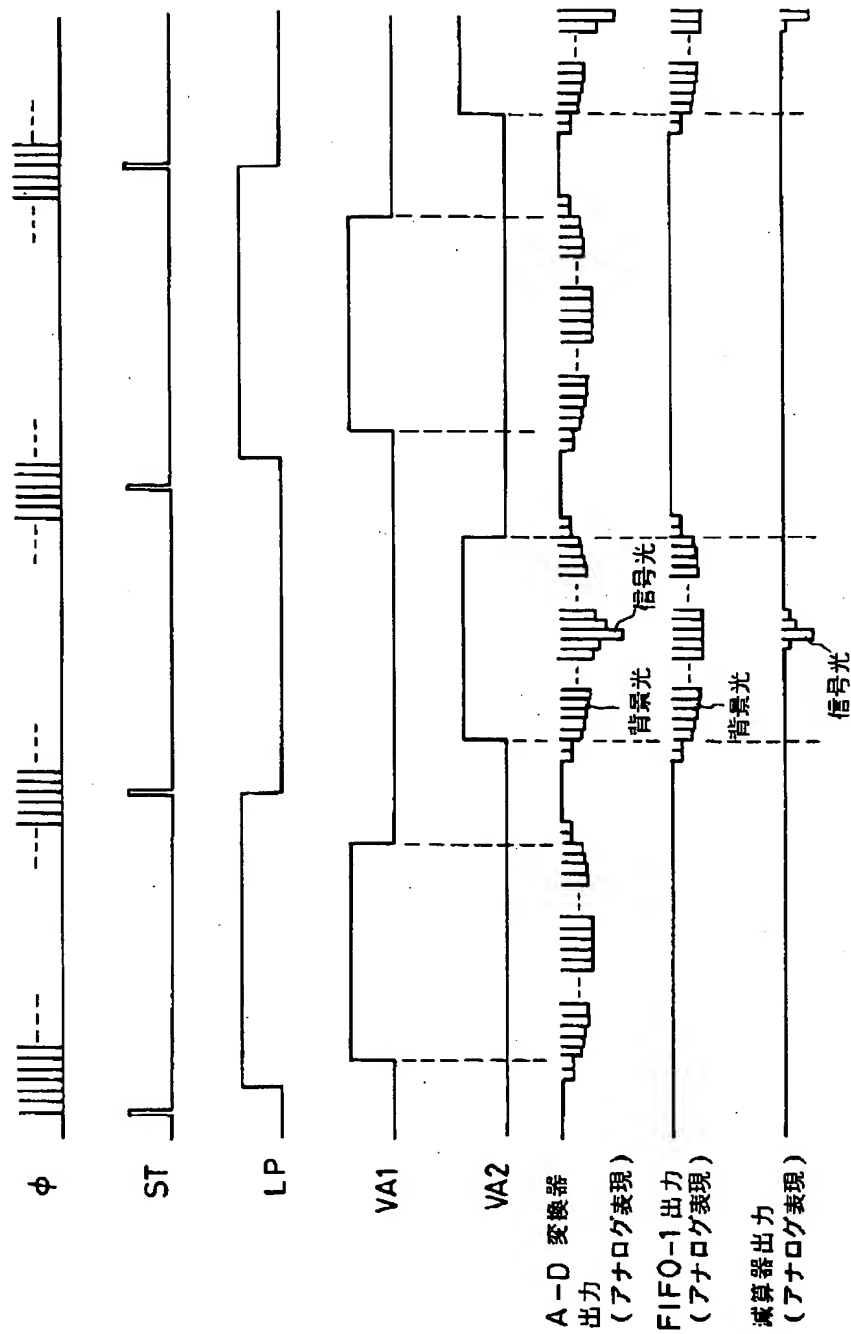 φ
ST
LP
VA1
VA2
A-D 変換器
出力
(アナログ表現)
FIFO-1 出力
(アナログ表現)
減算器出力
(アナログ表現)
背景光
信号光
背景光
信号光